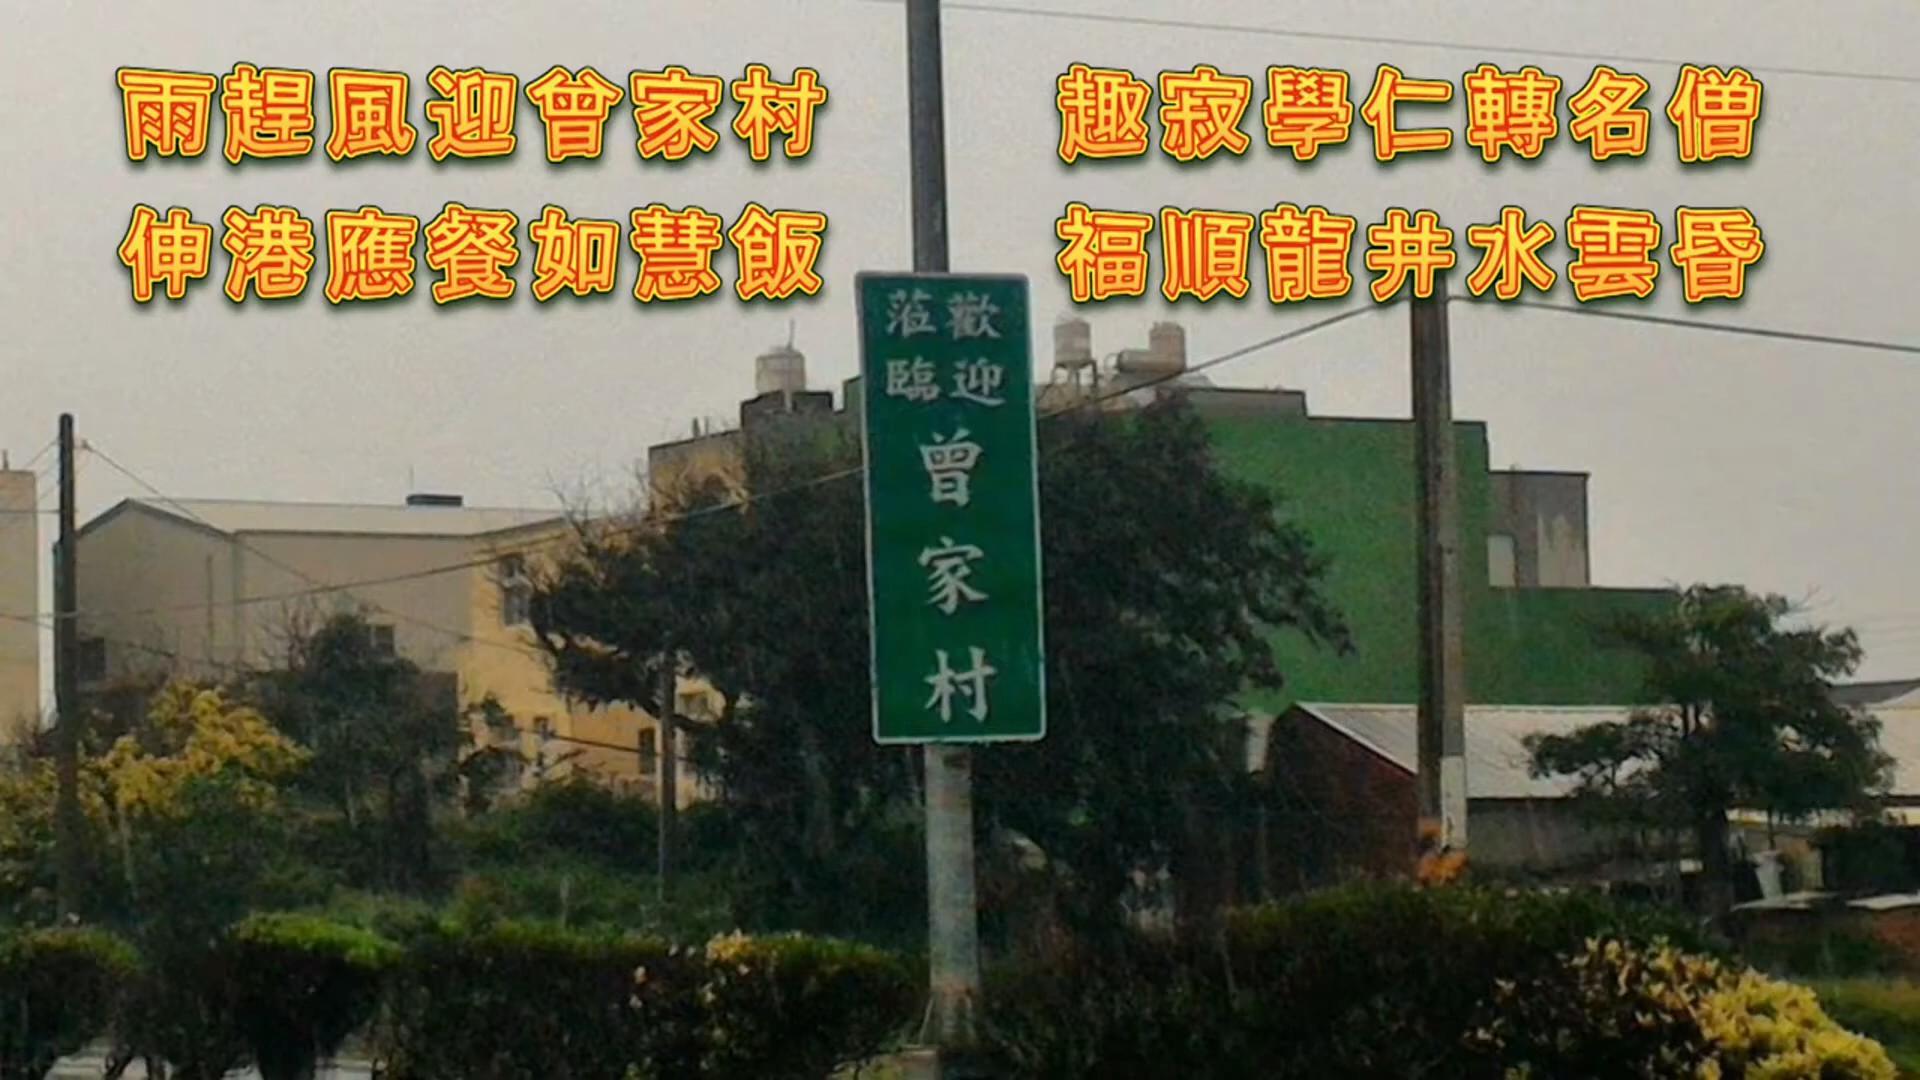 雨趕風迎曾家村
趣寂學仁轉名僧
伸港應餐如慧飯
福順龍井水雲昏
歡迎
蒞臨
曾家村